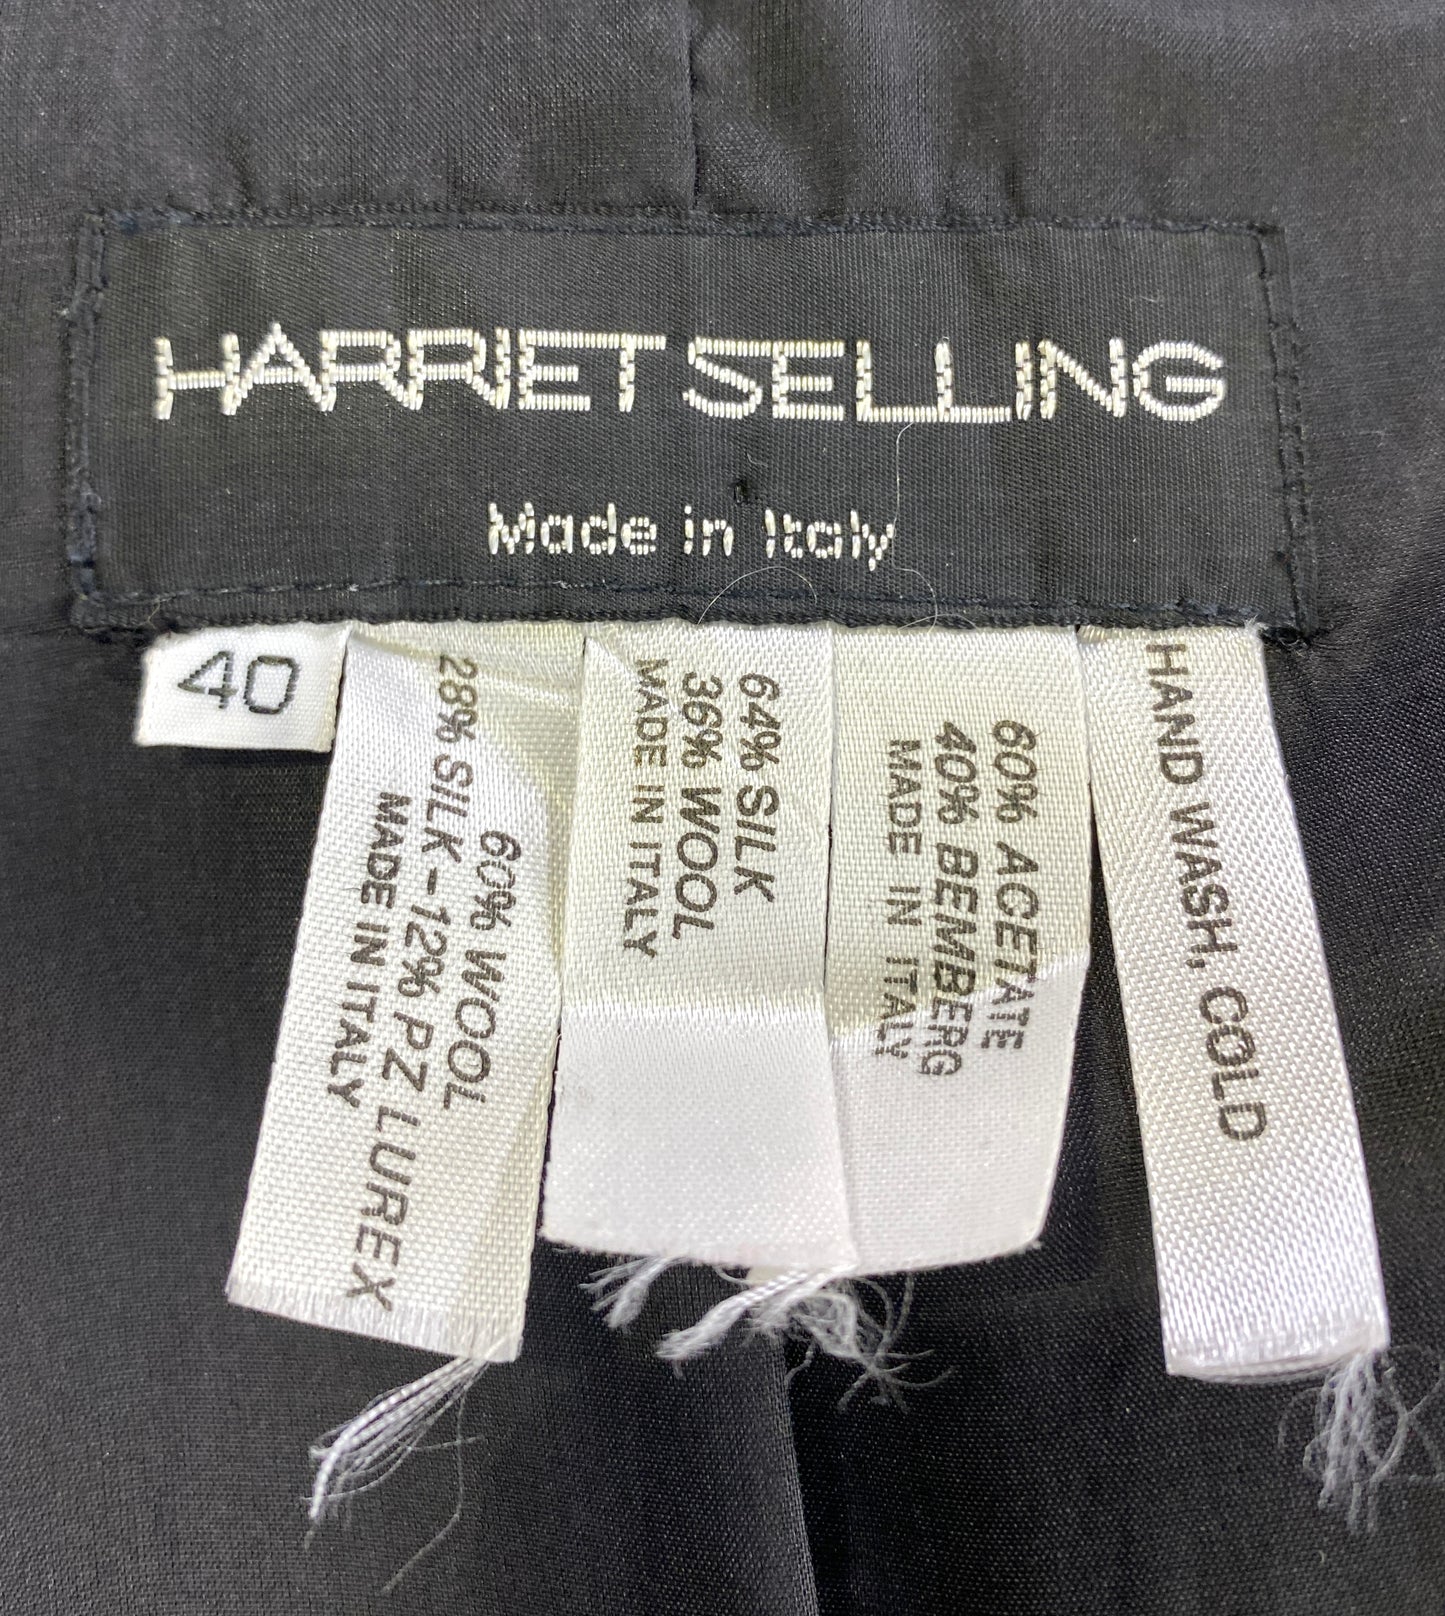 HARRIET SELLING
Made in Italy
40
60% WOOL
28% SILK-12% PZ LUREX
MADE IN ITALY
64% SILK
36% WOOL
MADE IN ITALY
60% ACETATE
40% BEMBERG
MADE IN ITALY
HAND WASH, COLD